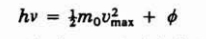 hν = ½m₀v²max + ϕ